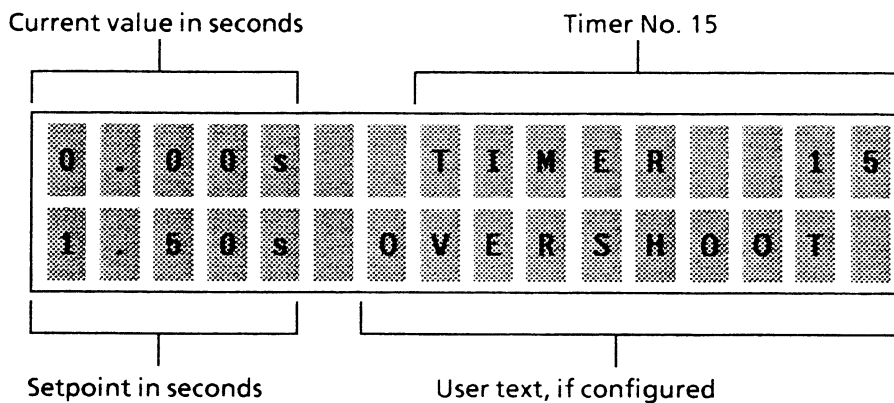 Current value in seconds
Timer No. 15
0.00s TIMER 15
1.50s OVERSHOOT
Setpoint in seconds
User text, if configured